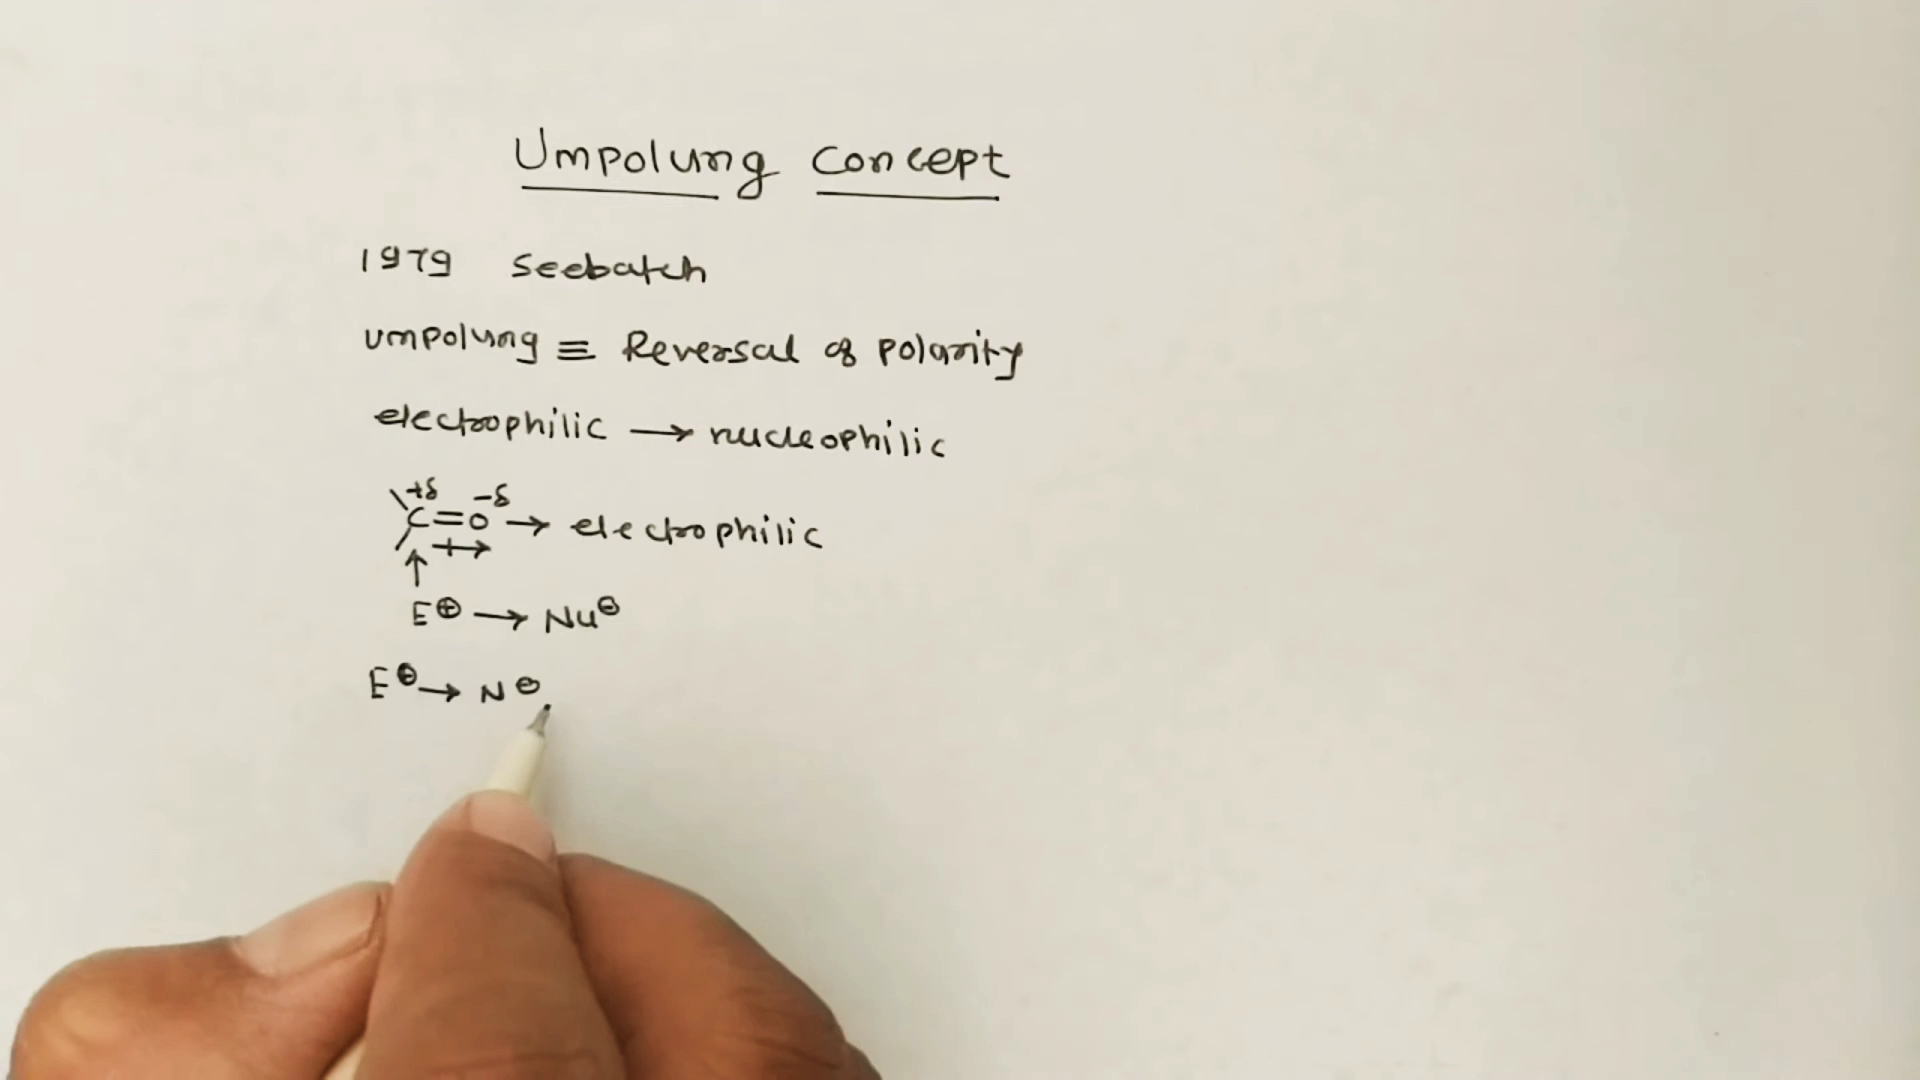 Umpolung concept
1979 Seebatch
Umpolung ≡ Reversal of polarity
electrophilic → nucleophilic
+δ -δ
C=O → electrophilic
↑
E⊕ → Nu⊖
E⊕ → N⊖